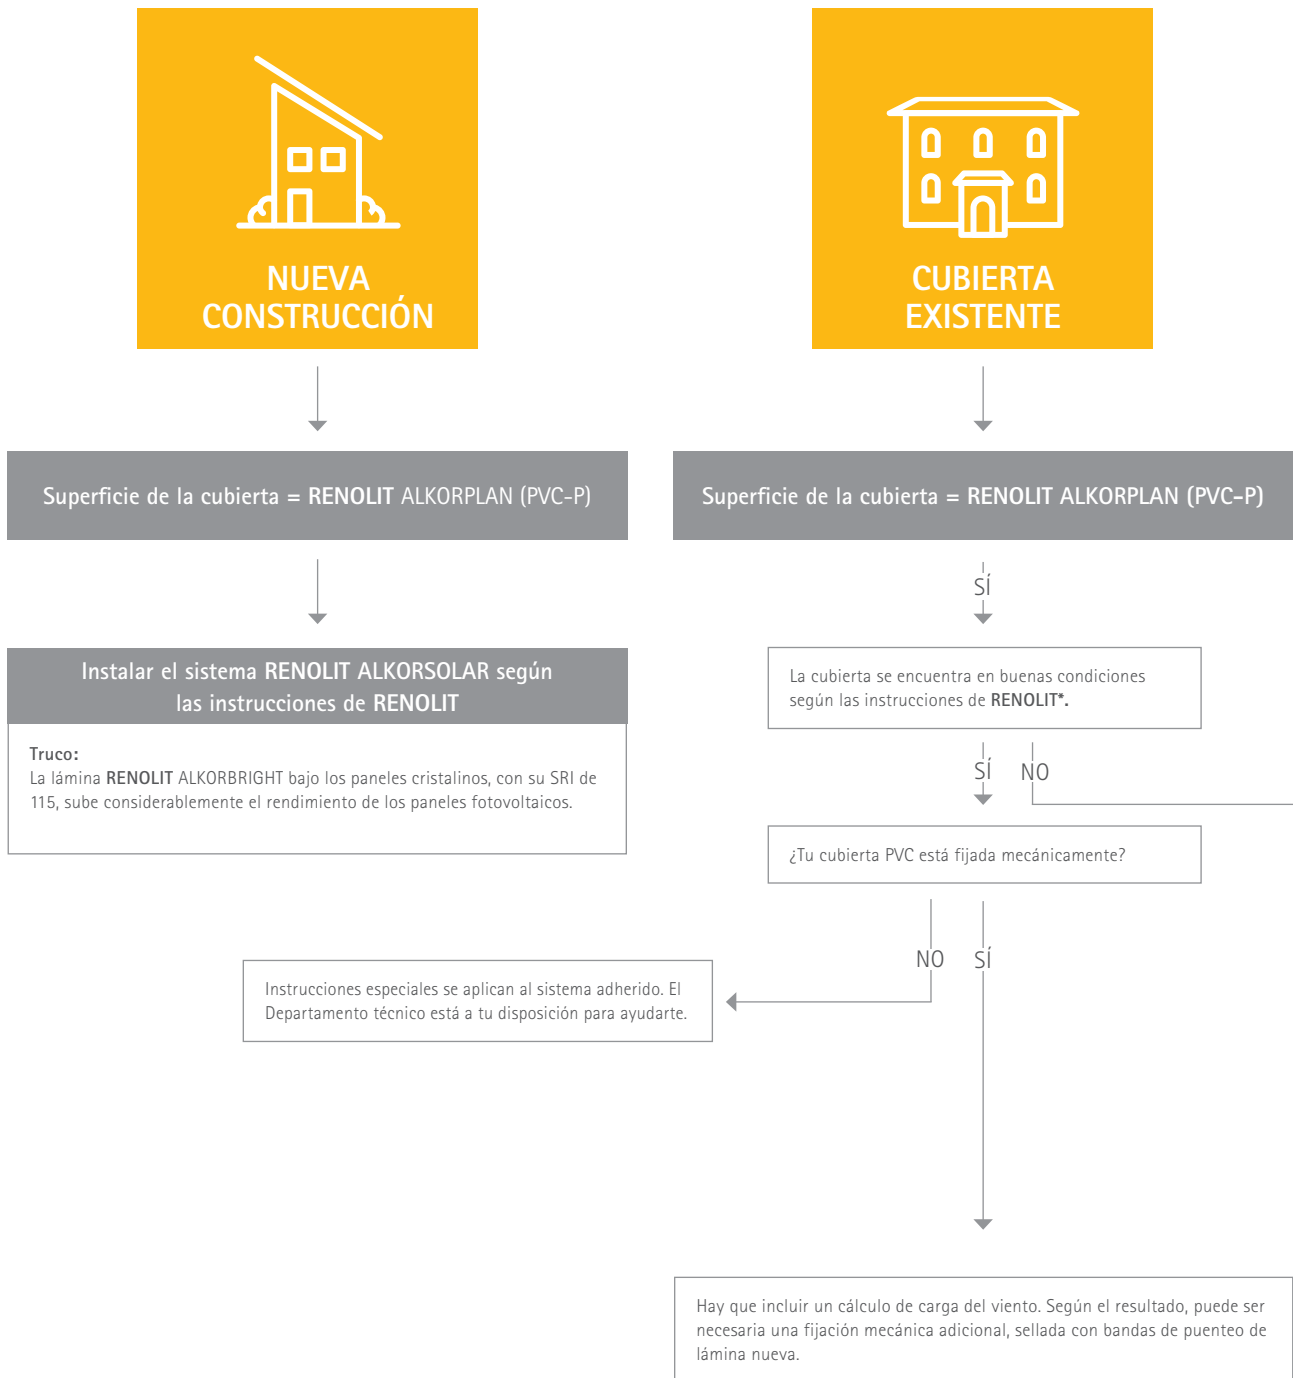 NUEVA
CONSTRUCCIÓN
Superficie de la cubierta = RENOLIT ALKORPLAN (PVC-P)
Instalar el sistema RENOLIT ALKORSOLAR según
las instrucciones de RENOLIT
Truco:
La lámina RENOLIT ALKORBRIGHT bajo los paneles cristalinos, con su SRI de
115, sube considerablemente el rendimiento de los paneles fotovoltaicos.
CUBIERTA
EXISTENTE
Superficie de la cubierta = RENOLIT ALKORPLAN (PVC-P)
SÍ
La cubierta se encuentra en buenas condiciones
según las instrucciones de RENOLIT*.
SÍ
NO
¿Tu cubierta PVC está fijada mecánicamente?
NO
SÍ
Instrucciones especiales se aplican al sistema adherido. El
Departamento técnico está a tu disposición para ayudarte.
Hay que incluir un cálculo de carga del viento. Según el resultado, puede ser
necesaria una fijación mecánica adicional, sellada con bandas de puenteo de
lámina nueva.